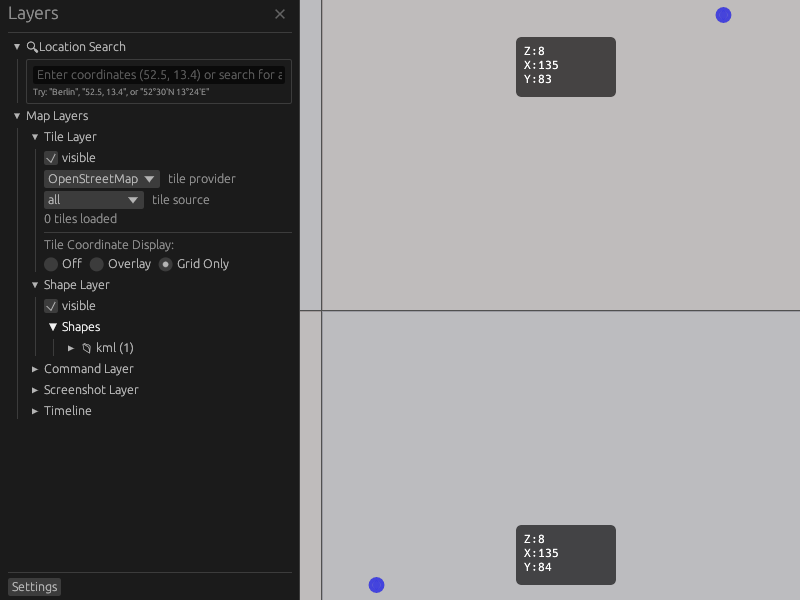 Layers
Location Search
Enter coordinates (52.5, 13.4) or search for a
Try: "Berlin", "52.5, 13.4", or "52°30'N 13°24'E"
Map Layers
Tile Layer
visible
OpenStreetMap tile provider
all tile source
0 tiles loaded
Tile Coordinate Display:
Off Overlay Grid Only
Shape Layer
visible
Shapes
kml (1)
Command Layer
Screenshot Layer
Timeline
Settings
Z:8
X:135
Y:83
Z:8
X:135
Y:84